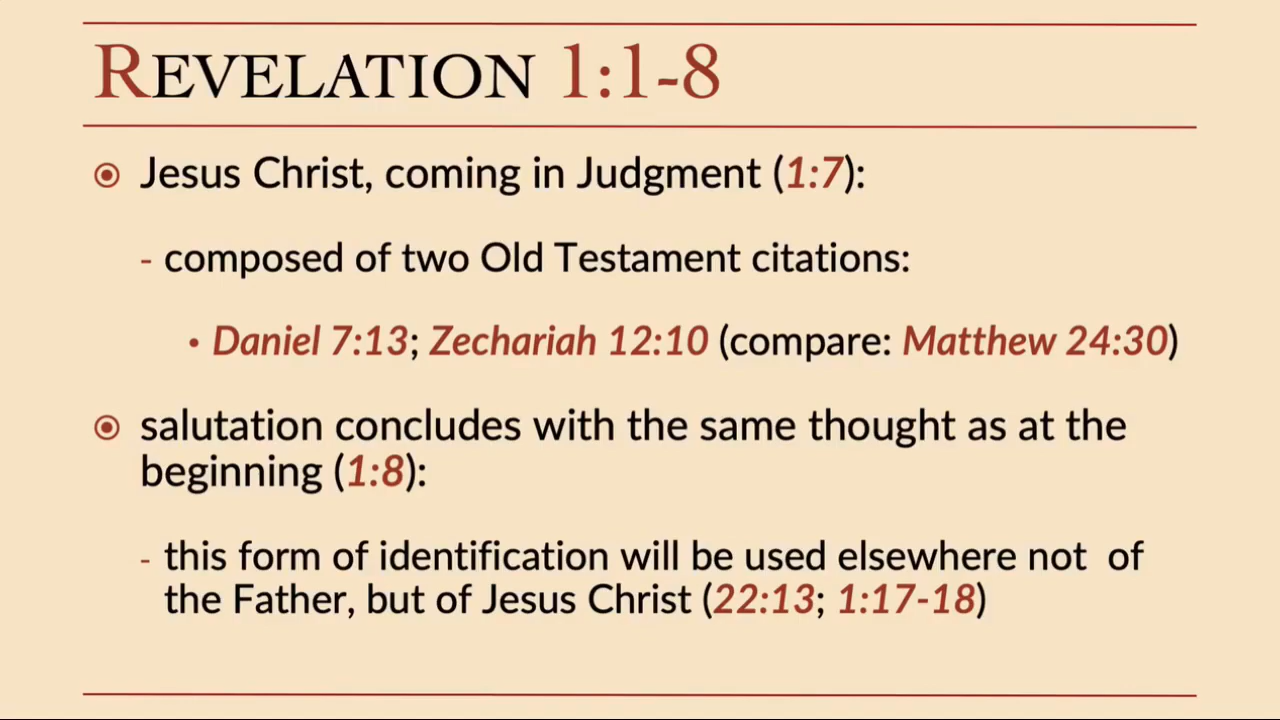 REVELATION 1:1-8
Jesus Christ, coming in Judgment (1:7):
- composed of two Old Testament citations:
• Daniel 7:13; Zechariah 12:10 (compare: Matthew 24:30)
salutation concludes with the same thought as at the
beginning (1:8):
- this form of identification will be used elsewhere not of
the Father, but of Jesus Christ (22:13; 1:17-18)